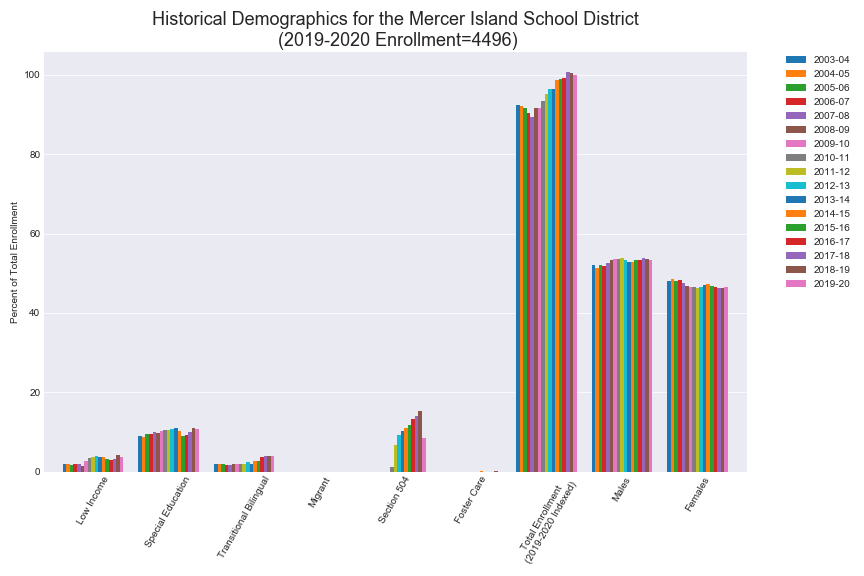 Historical Demographics for the Mercer Island School District
(2019-2020 Enrollment=4496)
Percent of Total Enrollment
100
80
60
40
20
0
Low Income
Special Education
Transitional Bilingual
Migrant
Section 504
Foster Care
Total Enrollment
(2019-2020 Indexed)
Males
Females
2003-04
2004-05
2005-06
2006-07
2007-08
2008-09
2009-10
2010-11
2011-12
2012-13
2013-14
2014-15
2015-16
2016-17
2017-18
2018-19
2019-20